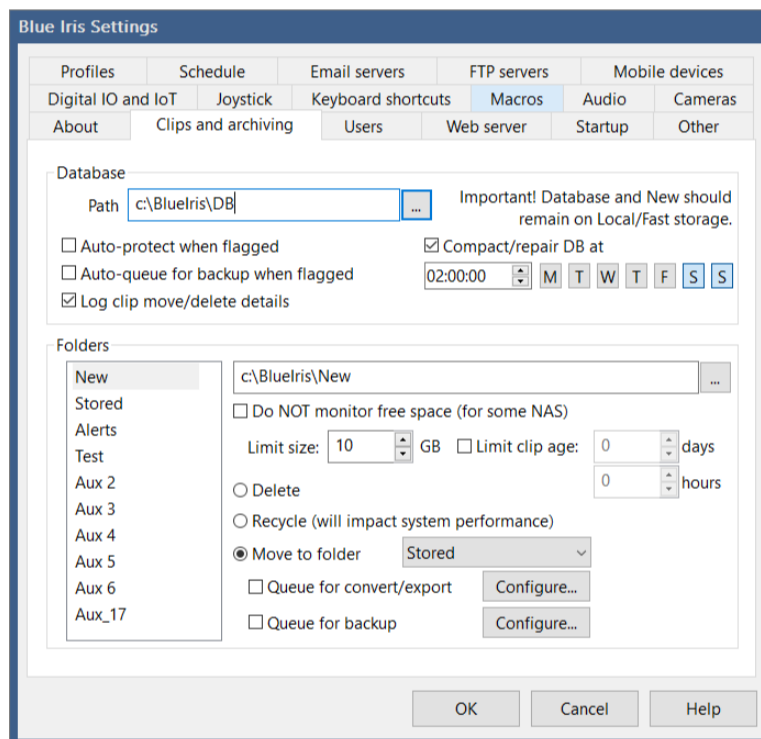 Blue Iris Settings
Profiles Schedule Email servers FTP servers Mobile devices
Digital IO and IoT Joystick Keyboard shortcuts Macros Audio Cameras
About Clips and archiving Users Web server Startup Other
Database
Path c:\BlueIris\DB ... Important! Database and New should
remain on Local/Fast storage.
Auto-protect when flagged Compact/repair DB at
Auto-queue for backup when flagged 02:00:00 M T W T F S S
Log clip move/delete details
Folders
New c:\BlueIris\New ...
Stored Do NOT monitor free space (for some NAS)
Alerts Limit size: 10 GB Limit clip age: 0 days
Test
Aux 2 Delete 0 hours
Aux 3 Recycle (will impact system performance)
Aux 4 Move to folder Stored
Aux 5
Aux 6 Queue for convert/export Configure...
Aux_17 Queue for backup Configure...
OK Cancel Help